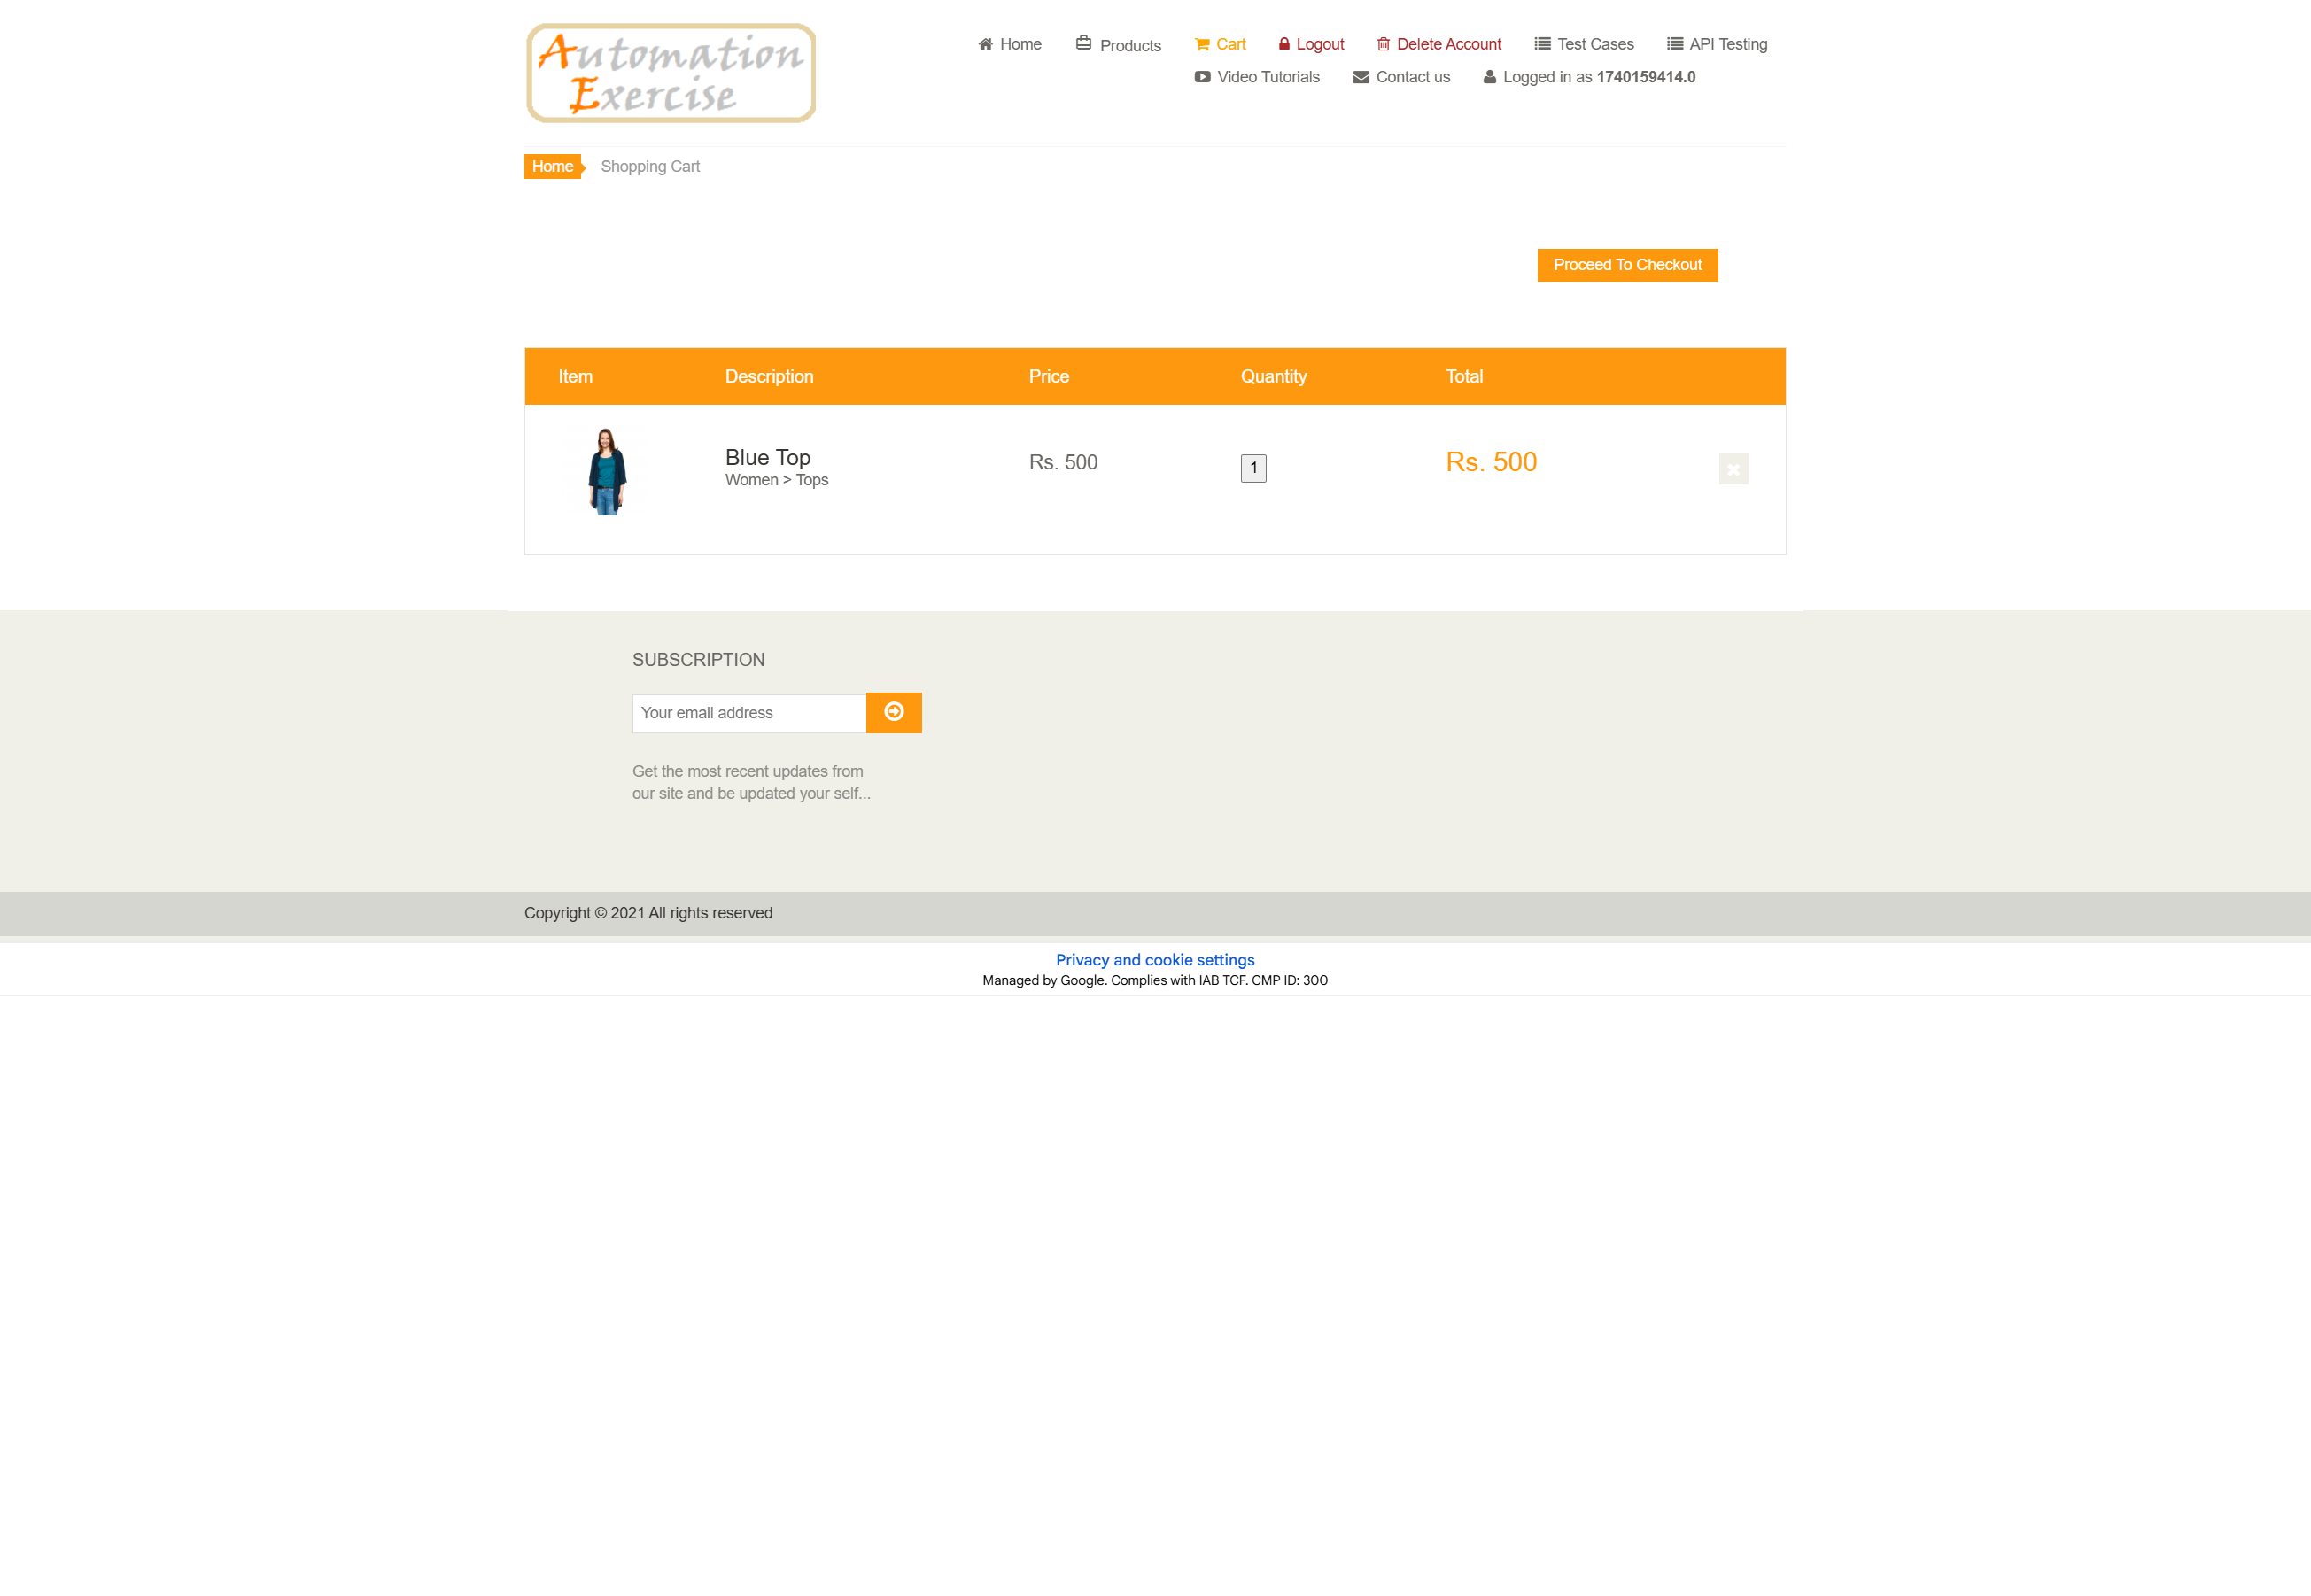 Automation
Exercise
Home Products Cart Logout Delete Account Test Cases API Testing
Video Tutorials Contact us Logged in as 1740159414.0
Home Shopping Cart
Proceed To Checkout
Item Description Price Quantity Total
Blue Top Rs. 500 1 Rs. 500
Women > Tops
SUBSCRIPTION
Your email address
Get the most recent updates from
our site and be updated your self...
Copyright © 2021 All rights reserved
Privacy and cookie settings
Managed by Google. Complies with IAB TCF. CMP ID: 300